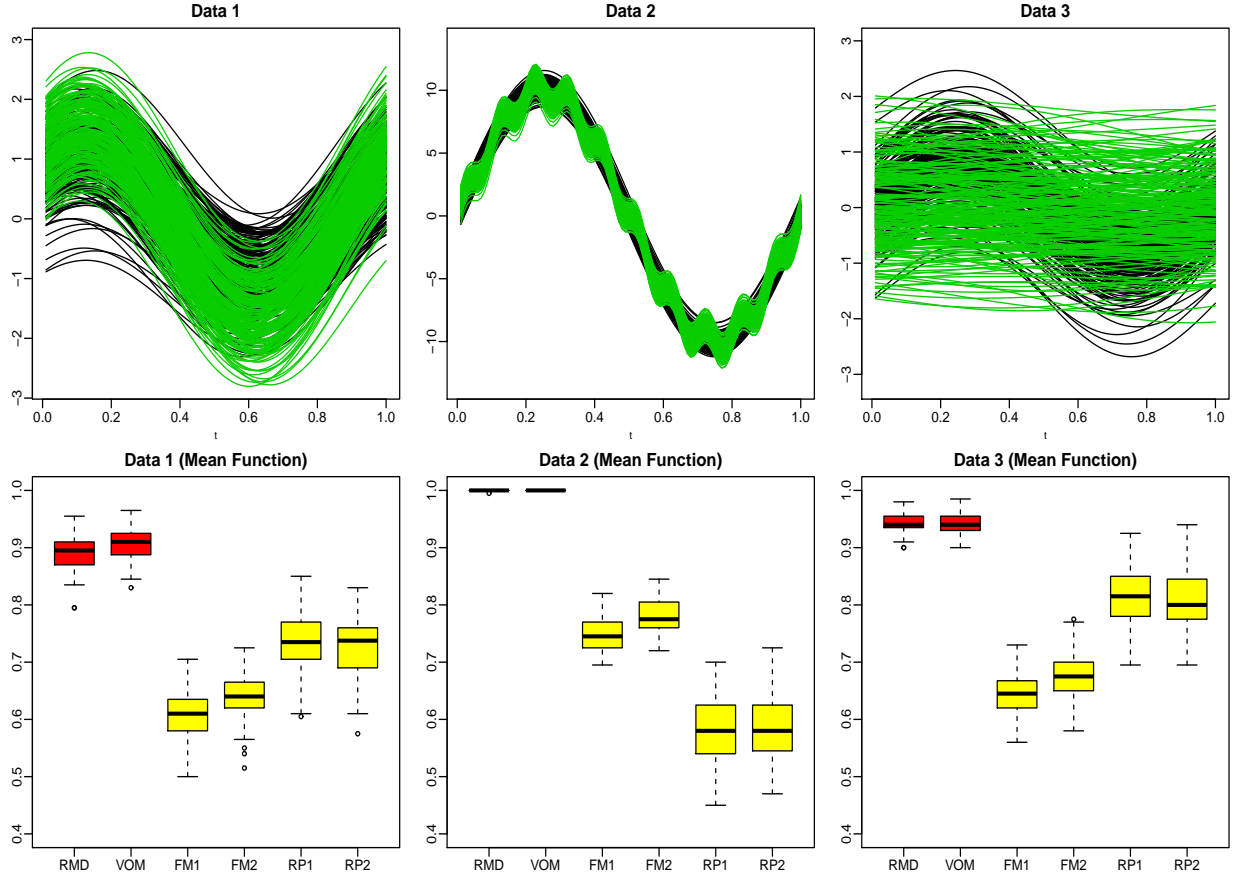 Data 1
Data 2
Data 3
3
2
1
0
−1
−2
−3
0.0 0.2 0.4 0.6 0.8 1.0
t
10
5
0
−5
−10
0.0 0.2 0.4 0.6 0.8 1.0
t
3
2
1
0
−1
−2
−3
0.0 0.2 0.4 0.6 0.8 1.0
t
Data 1 (Mean Function)
Data 2 (Mean Function)
Data 3 (Mean Function)
1.0
0.9
0.8
0.7
0.6
0.5
0.4
RMD VOM FM1 FM2 RP1 RP2
1.0
0.9
0.8
0.7
0.6
0.5
0.4
RMD VOM FM1 FM2 RP1 RP2
1.0
0.9
0.8
0.7
0.6
0.5
0.4
RMD VOM FM1 FM2 RP1 RP2